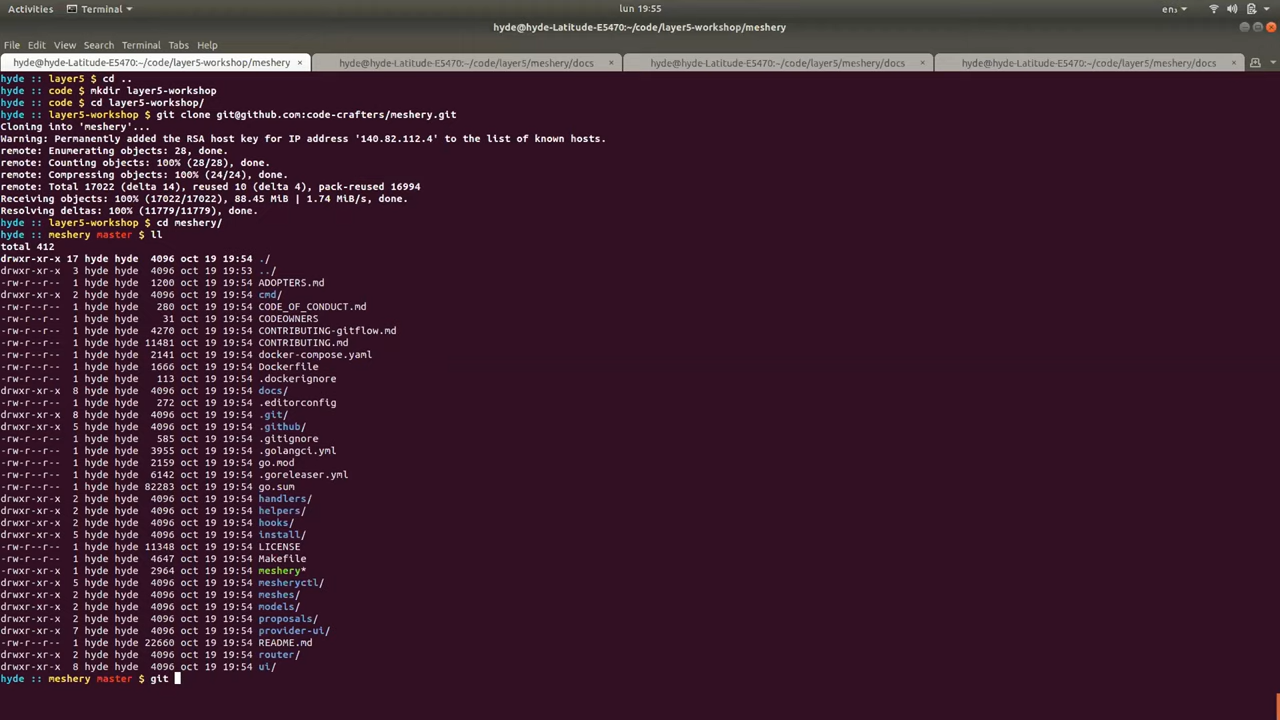 Activities Terminal lun 19:55 en
hyde@hyde-Latitude-E5470:~/code/layer5-workshop/meshery
File Edit View Search Terminal Tabs Help
hyde@hyde-Latitude-E5470:~/code/layer5-workshop/meshery × hyde@hyde-Latitude-E5470:~/code/layer5/meshery/docs × hyde@hyde-Latitude-E5470:~/code/layer5/meshery/docs × hyde@hyde-Latitude-E5470:~/code/layer5/meshery/docs ×
hyde :: layer5 $ cd ..
hyde :: code $ mkdir layer5-workshop
hyde :: code $ cd layer5-workshop/
hyde :: layer5-workshop $ git clone git@github.com:code-crafters/meshery.git
Cloning into 'meshery'...
Warning: Permanently added the RSA host key for IP address '140.82.112.4' to the list of known hosts.
remote: Enumerating objects: 28, done.
remote: Counting objects: 100% (28/28), done.
remote: Compressing objects: 100% (24/24), done.
remote: Total 17022 (delta 14), reused 10 (delta 4), pack-reused 16994
Receiving objects: 100% (17022/17022), 88.45 MiB | 1.74 MiB/s, done.
Resolving deltas: 100% (11779/11779), done.
hyde :: layer5-workshop $ cd meshery/
hyde :: meshery master $ ll
total 412
drwxr-xr-x 17 hyde hyde 4096 oct 19 19:54 ./
drwxr-xr-x 3 hyde hyde 4096 oct 19 19:53 ../
-rw-r--r-- 1 hyde hyde 1200 oct 19 19:54 ADOPTERS.md
drwxr-xr-x 2 hyde hyde 4096 oct 19 19:54 cmd/
-rw-r--r-- 1 hyde hyde 280 oct 19 19:54 CODE_OF_CONDUCT.md
-rw-r--r-- 1 hyde hyde 31 oct 19 19:54 CODEOWNERS
-rw-r--r-- 1 hyde hyde 4270 oct 19 19:54 CONTRIBUTING-gitflow.md
-rw-r--r-- 1 hyde hyde 11481 oct 19 19:54 CONTRIBUTING.md
-rw-r--r-- 1 hyde hyde 2141 oct 19 19:54 docker-compose.yaml
-rw-r--r-- 1 hyde hyde 1666 oct 19 19:54 Dockerfile
-rw-r--r-- 1 hyde hyde 113 oct 19 19:54 .dockerignore
drwxr-xr-x 8 hyde hyde 4096 oct 19 19:54 docs/
-rw-r--r-- 1 hyde hyde 272 oct 19 19:54 .editorconfig
drwxr-xr-x 8 hyde hyde 4096 oct 19 19:54 .git/
drwxr-xr-x 5 hyde hyde 4096 oct 19 19:54 .github/
-rw-r--r-- 1 hyde hyde 585 oct 19 19:54 .gitignore
-rw-r--r-- 1 hyde hyde 3955 oct 19 19:54 .golangci.yml
-rw-r--r-- 1 hyde hyde 2159 oct 19 19:54 go.mod
-rw-r--r-- 1 hyde hyde 6142 oct 19 19:54 .goreleaser.yml
-rw-r--r-- 1 hyde hyde 82283 oct 19 19:54 go.sum
drwxr-xr-x 2 hyde hyde 4096 oct 19 19:54 handlers/
drwxr-xr-x 2 hyde hyde 4096 oct 19 19:54 helpers/
drwxr-xr-x 2 hyde hyde 4096 oct 19 19:54 hooks/
drwxr-xr-x 5 hyde hyde 4096 oct 19 19:54 install/
-rw-r--r-- 1 hyde hyde 11348 oct 19 19:54 LICENSE
-rw-r--r-- 1 hyde hyde 4647 oct 19 19:54 Makefile
-rwxr-xr-x 1 hyde hyde 2964 oct 19 19:54 meshery*
drwxr-xr-x 5 hyde hyde 4096 oct 19 19:54 mesheryctl/
drwxr-xr-x 2 hyde hyde 4096 oct 19 19:54 meshes/
drwxr-xr-x 2 hyde hyde 4096 oct 19 19:54 models/
drwxr-xr-x 2 hyde hyde 4096 oct 19 19:54 proposals/
drwxr-xr-x 7 hyde hyde 4096 oct 19 19:54 provider-ui/
-rw-r--r-- 1 hyde hyde 22660 oct 19 19:54 README.md
drwxr-xr-x 2 hyde hyde 4096 oct 19 19:54 router/
drwxr-xr-x 8 hyde hyde 4096 oct 19 19:54 ui/
hyde :: meshery master $ git